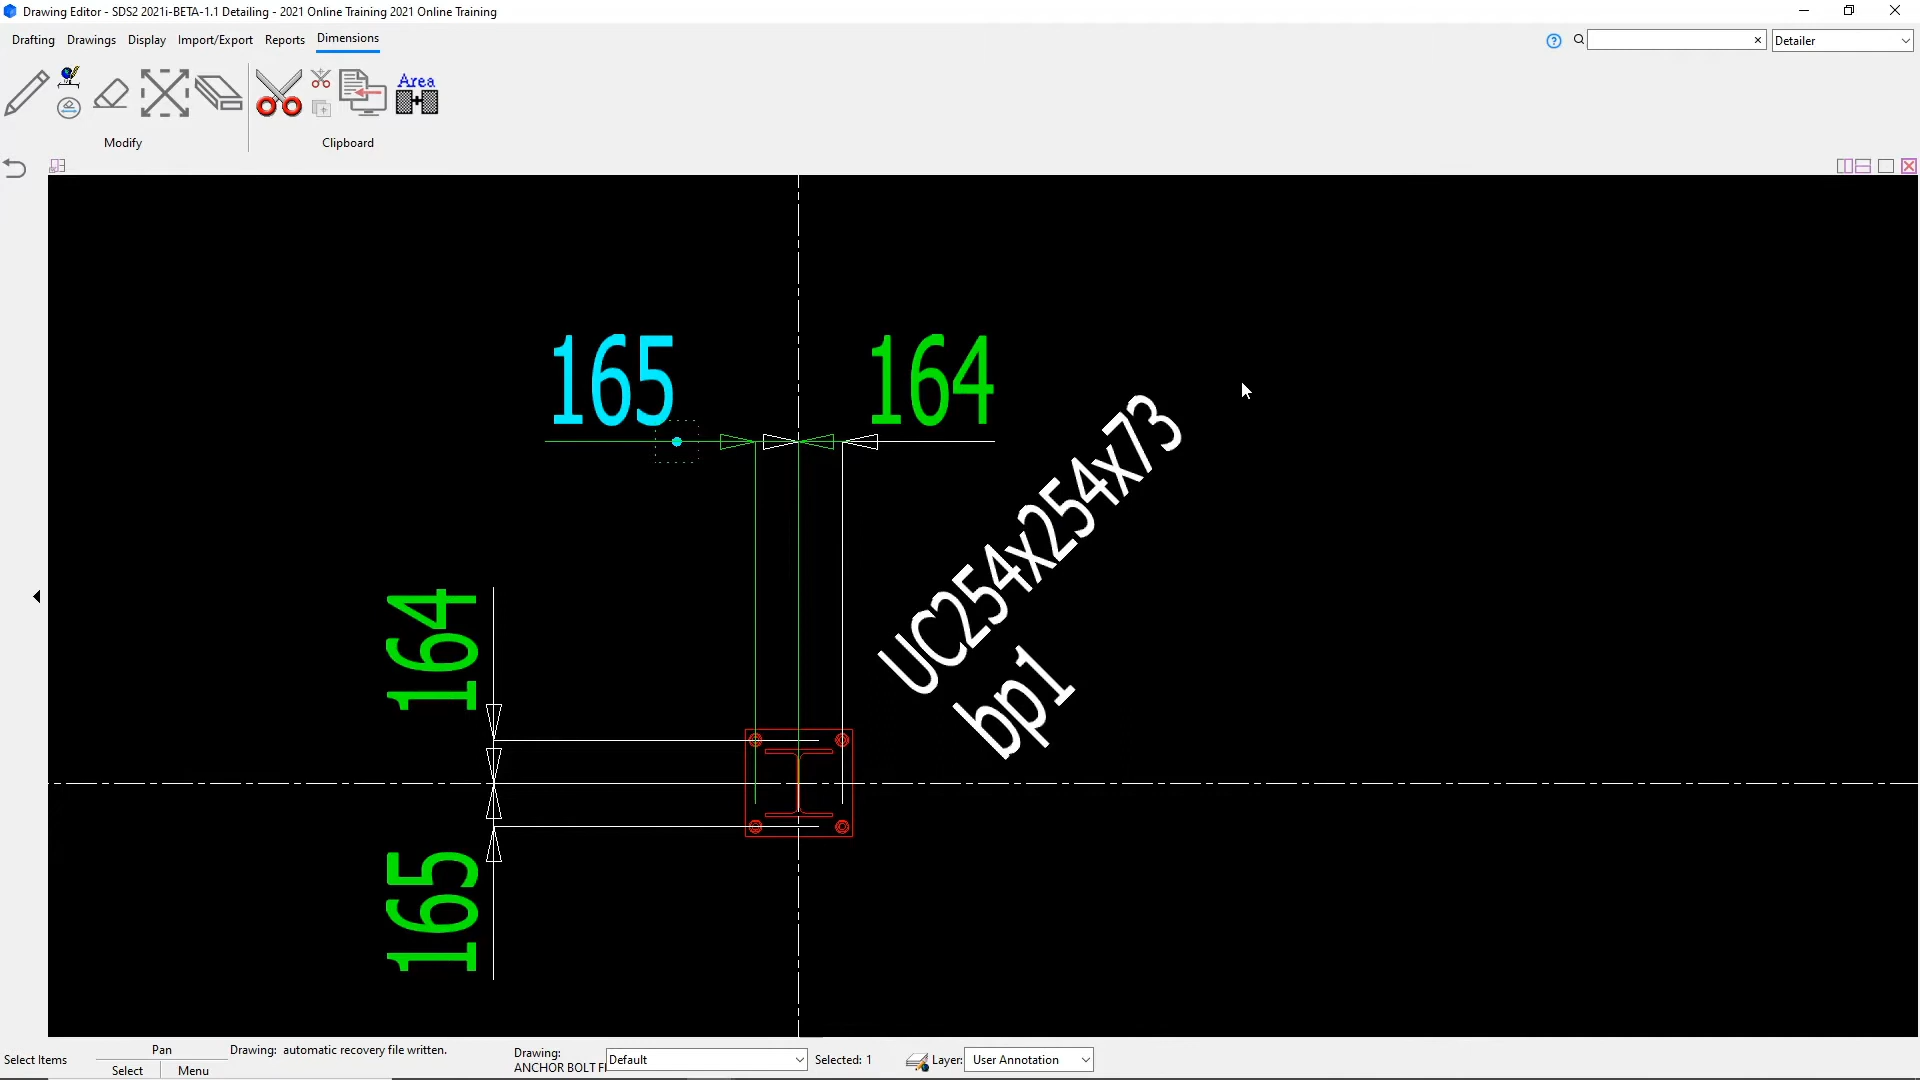 Drawing Editor - SDS2 2021i-BETA-1.1 Detailing - 2021 Online Training 2021 Online Training
Drafting Drawings Display Import/Export Reports Dimensions
Detailer
Area
Modify
Clipboard
165
164
UC254x254x73
bp1
164
165
Select Items
Pan
Select
Menu
Drawing: automatic recovery file written.
Drawing:
ANCHOR BOLT
Default
Selected: 1
Layer:
User Annotation